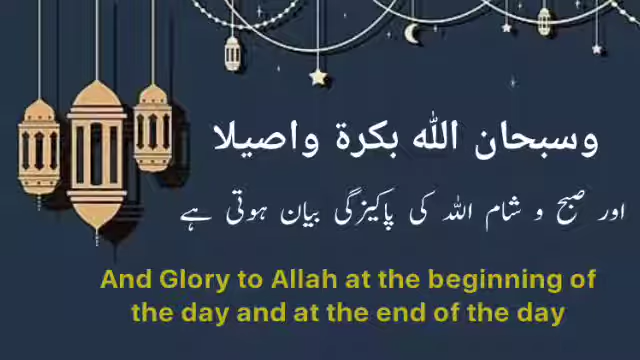 وسبحان الله بكرة واصيلا
اور صبح و شام اللہ کی پاکیزگی بیان ہوتی ہے
And Glory to Allah at the beginning of
the day and at the end of the day